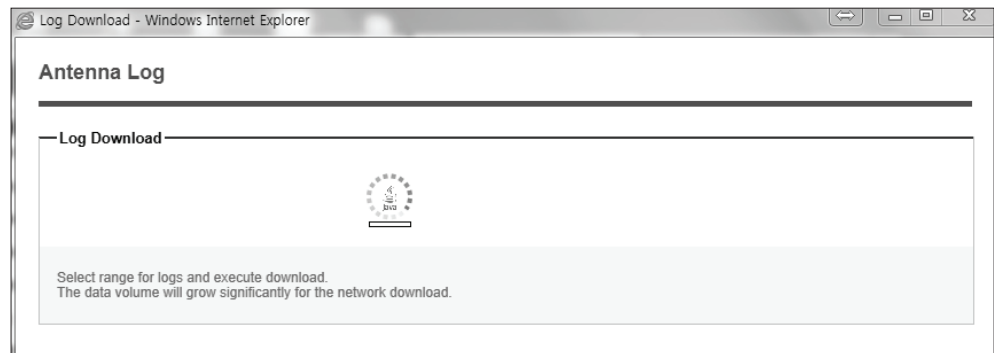 Log Download - Windows Internet Explorer
Antenna Log
Log Download
Java
Select range for logs and execute download.
The data volume will grow significantly for the network download.